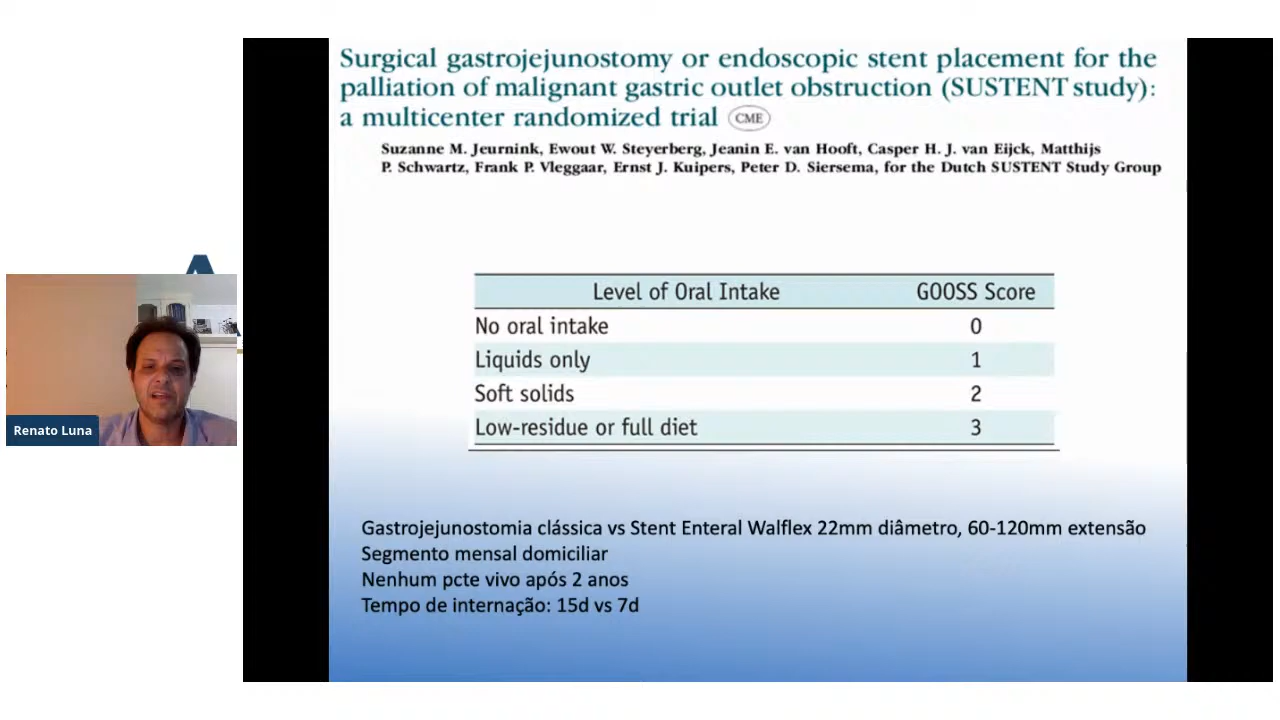 Surgical gastrojejunostomy or endoscopic stent placement for the
palliation of malignant gastric outlet obstruction (SUSTENT study):
a multicenter randomized trial CME
Suzanne M. Jeurnink, Ewout W. Steyerberg, Jeanin E. van Hooft, Casper H. J. van Eijck, Matthijs
P. Schwartz, Frank P. Vleggaar, Ernst J. Kuipers, Peter D. Siersema, for the Dutch SUSTENT Study Group
Level of Oral Intake GOOSS Score
No oral intake 0
Liquids only 1
Soft solids 2
Low-residue or full diet 3
Renato Luna
Gastrojejunostomia clássica vs Stent Enteral Walflex 22mm diâmetro, 60-120mm extensão
Segmento mensal domiciliar
Nenhum pcte vivo após 2 anos
Tempo de internação: 15d vs 7d